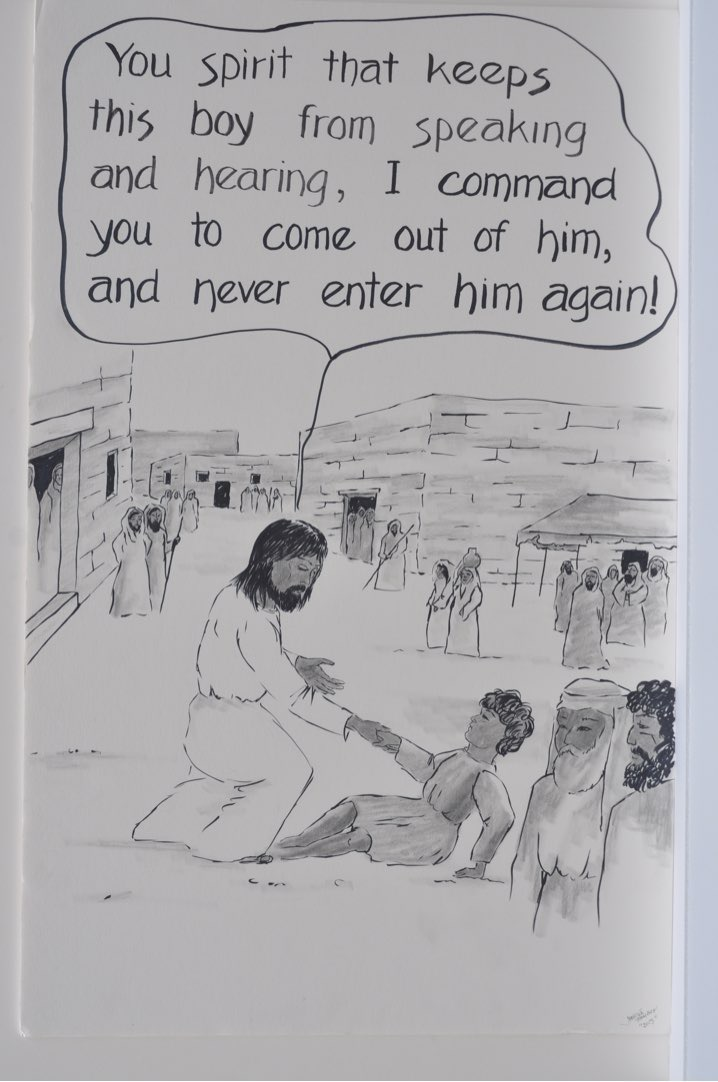 You spirit that keeps
this boy from speaking
and hearing, I command
you to come out of him,
and never enter him again!